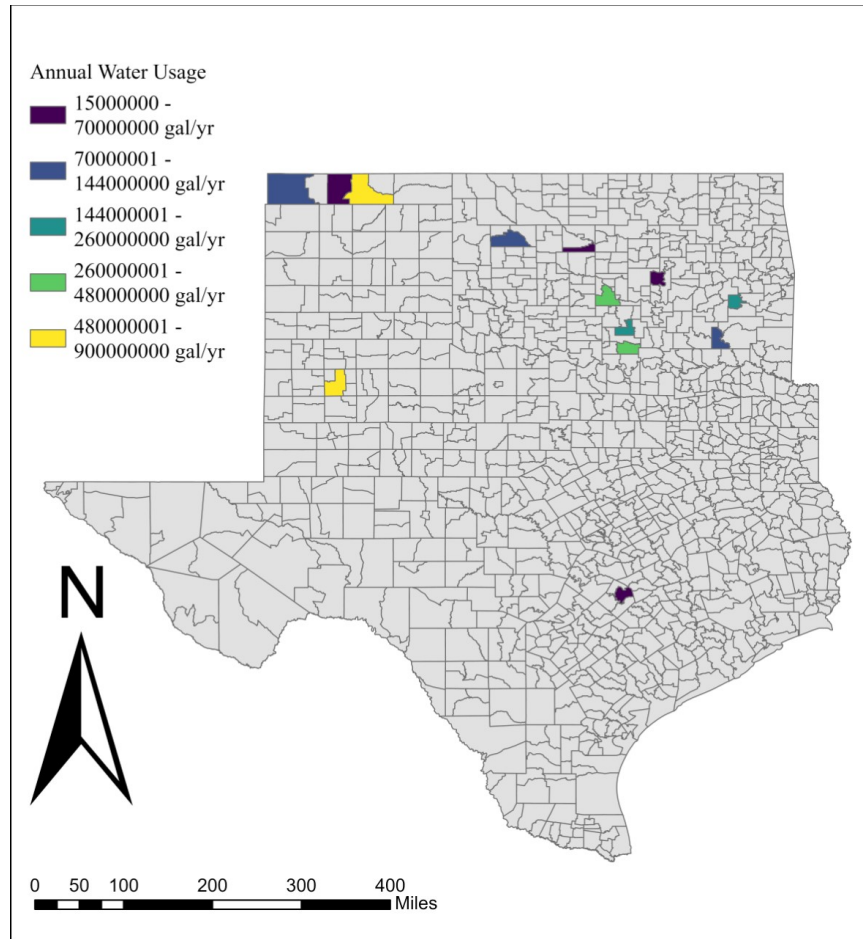 Annual Water Usage
15000000 -
70000000 gal/yr
70000001 -
144000000 gal/yr
144000001 -
260000000 gal/yr
260000001 -
480000000 gal/yr
480000001 -
900000000 gal/yr
N
0 50 100 200 300 400
Miles